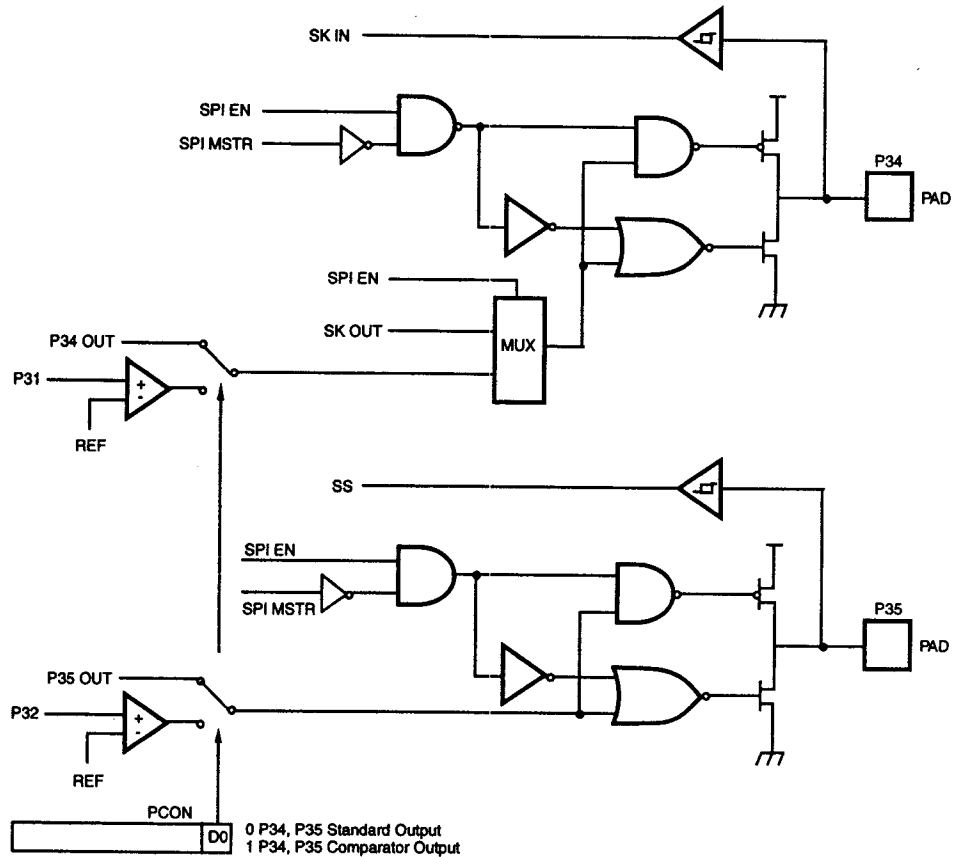 SK IN
SPI EN
SPI MSTR
P34
PAD
SPI EN
SK OUT
MUX
P34 OUT
P31
+
-
REF
SS
SPI EN
SPI MSTR
P35
PAD
P35 OUT
P32
+
-
REF
PCON
D0
0 P34, P35 Standard Output
1 P34, P35 Comparator Output